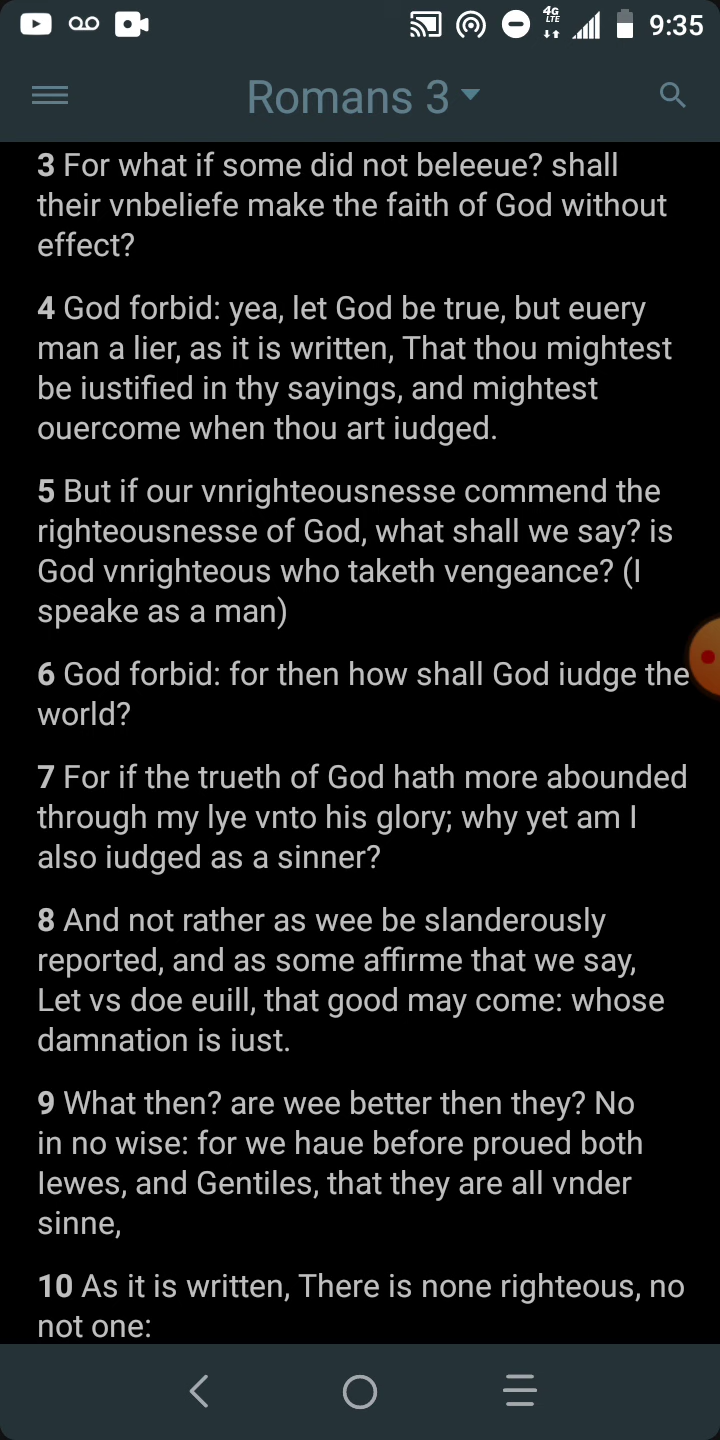 4G
LTE
9:35
Romans 3
3 For what if some did not beleeue? shall
their vnbeliefe make the faith of God without
effect?
4 God forbid: yea, let God be true, but euery
man a lier, as it is written, That thou mightest
be iustified in thy sayings, and mightest
ouercome when thou art iudged.
5 But if our vnrighteousnesse commend the
righteousnesse of God, what shall we say? is
God vnrighteous who taketh vengeance? (I
speake as a man)
6 God forbid: for then how shall God iudge the
world?
7 For if the trueth of God hath more abounded
through my lye vnto his glory; why yet am I
also iudged as a sinner?
8 And not rather as wee be slanderously
reported, and as some affirme that we say,
Let vs doe euill, that good may come: whose
damnation is iust.
9 What then? are wee better then they? No
in no wise: for we haue before proued both
Iewes, and Gentiles, that they are all vnder
sinne,
10 As it is written, There is none righteous, no
not one: